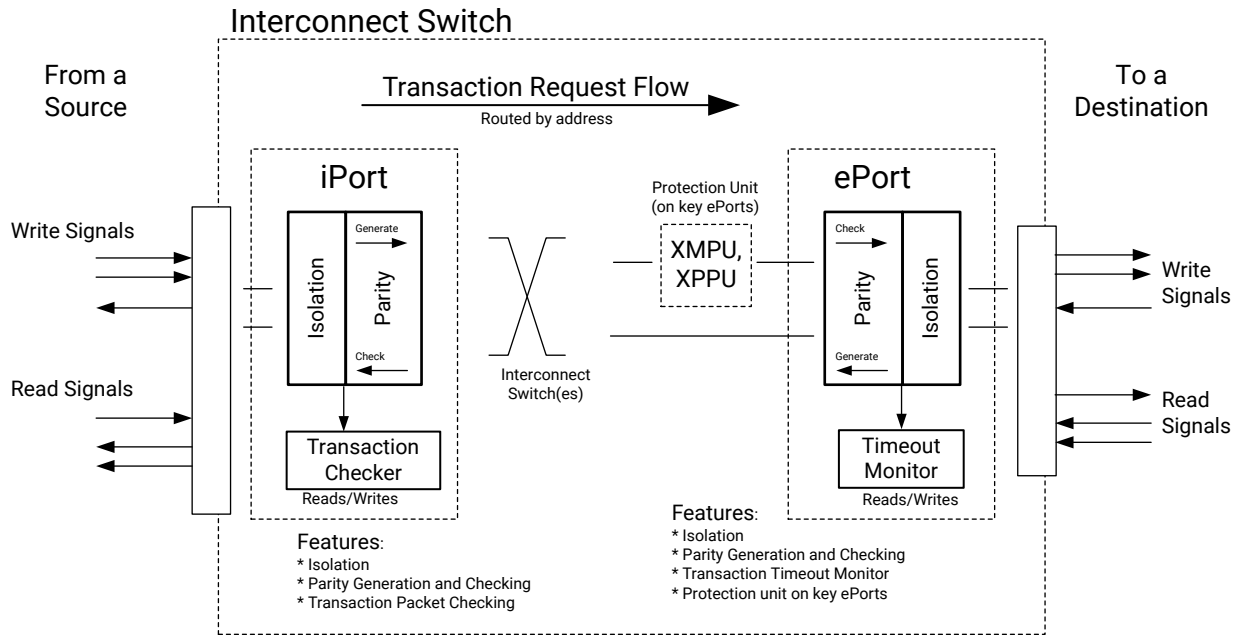 Interconnect Switch
From a
Source
Transaction Request Flow
Routed by address
To a
Destination
iPort
Isolation
Parity
Generate
Check
Transaction
Checker
Reads/Writes
Write Signals
Read Signals
Interconnect
Switch(es)
Protection Unit
(on key ePorts)
XMPU,
XPPU
ePort
Check
Parity
Generate
Isolation
Timeout
Monitor
Reads/Writes
Write
Signals
Read
Signals
Features:
* Isolation
* Parity Generation and Checking
* Transaction Packet Checking
Features:
* Isolation
* Parity Generation and Checking
* Transaction Timeout Monitor
* Protection unit on key ePorts